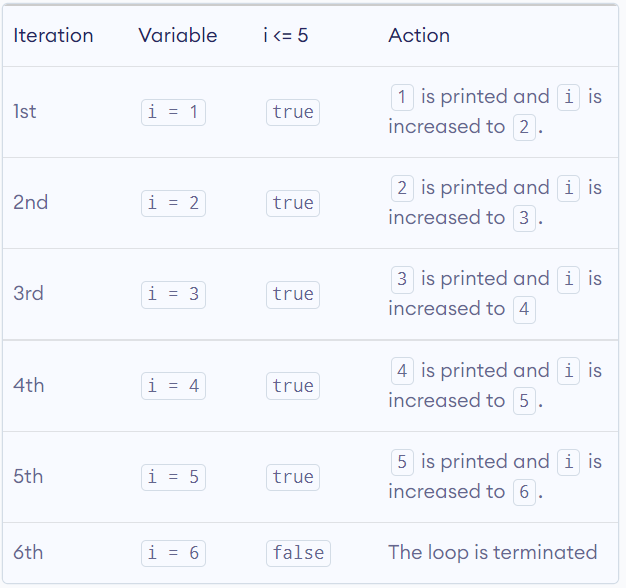 Iteration Variable i <= 5 Action
1st i = 1 true 1 is printed and i is
increased to 2.
2nd i = 2 true 2 is printed and i is
increased to 3.
3rd i = 3 true 3 is printed and i is
increased to 4
4th i = 4 true 4 is printed and i is
increased to 5.
5th i = 5 true 5 is printed and i is
increased to 6.
6th i = 6 false The loop is terminated